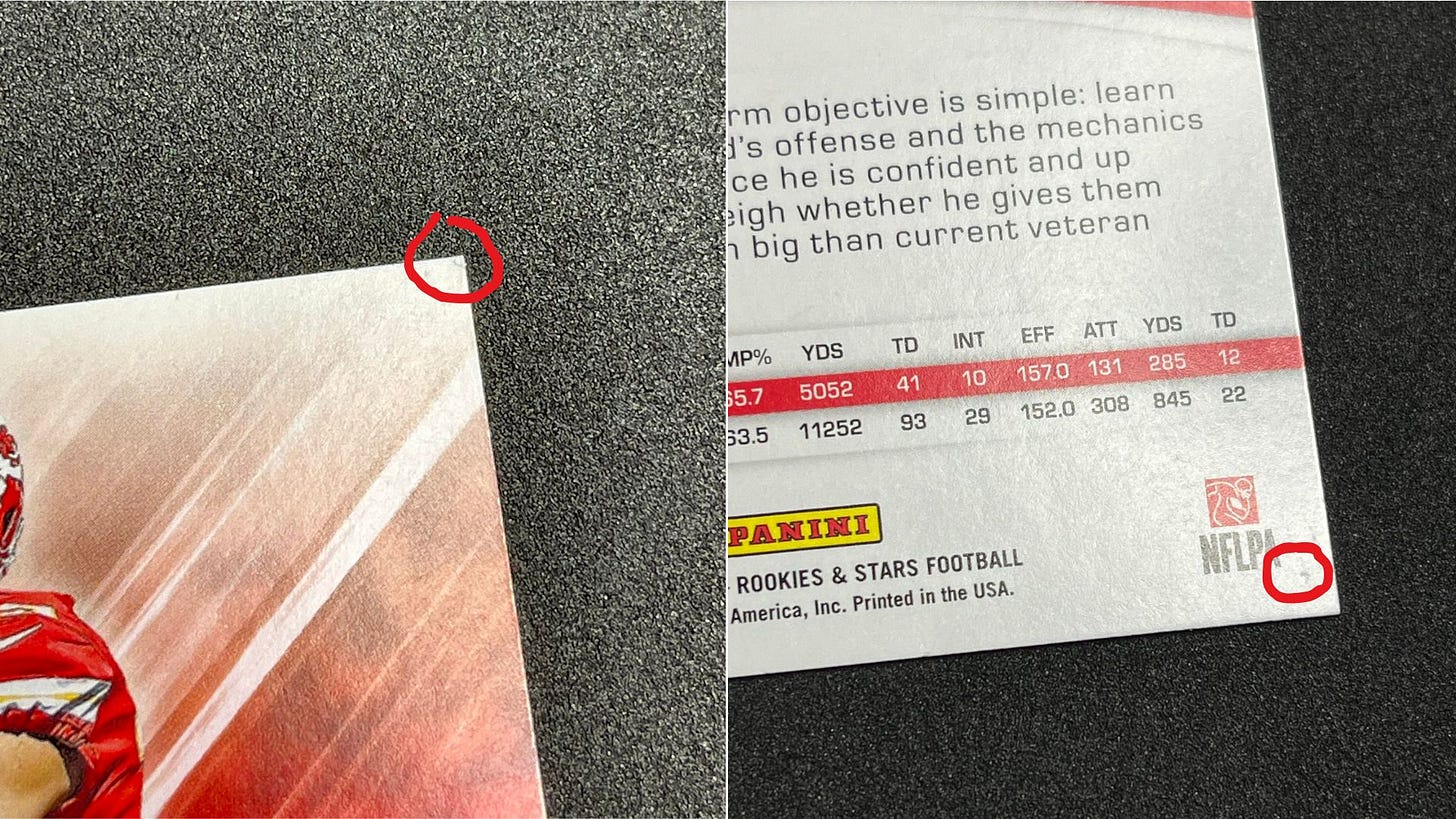 rm objective is simple: learn
d's offense and the mechanics
ce he is confident and up
eigh whether he gives them
n big than current veteran
MP% YDS TD INT EFF ATT YDS TD
65.7 5052 41 10 157.0 131 285 12
63.5 11252 93 29 152.0 308 845 22
PANINI
ROOKIES & STARS FOOTBALL
America, Inc. Printed in the USA.
NFLPA